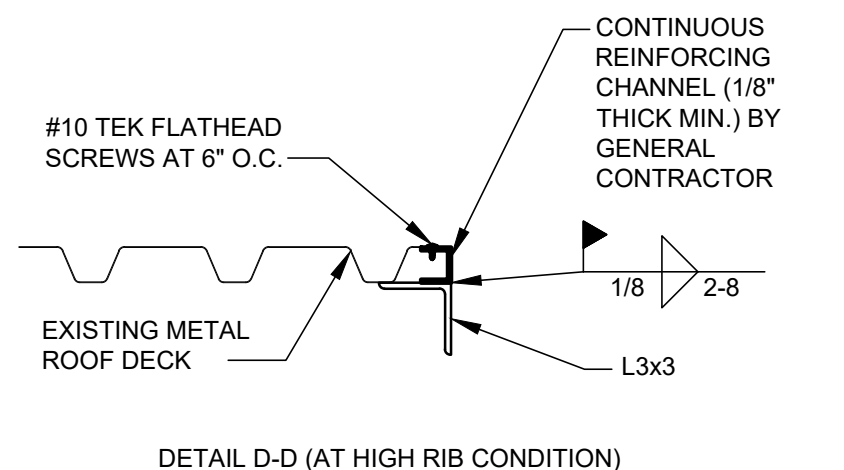 CONTINUOUS
REINFORCING
CHANNEL (1/8"
THICK MIN.) BY
GENERAL
CONTRACTOR
#10 TEK FLATHEAD
SCREWS AT 6" O.C.
1/8
2-8
EXISTING METAL
ROOF DECK
L3x3
DETAIL D-D (AT HIGH RIB CONDITION)